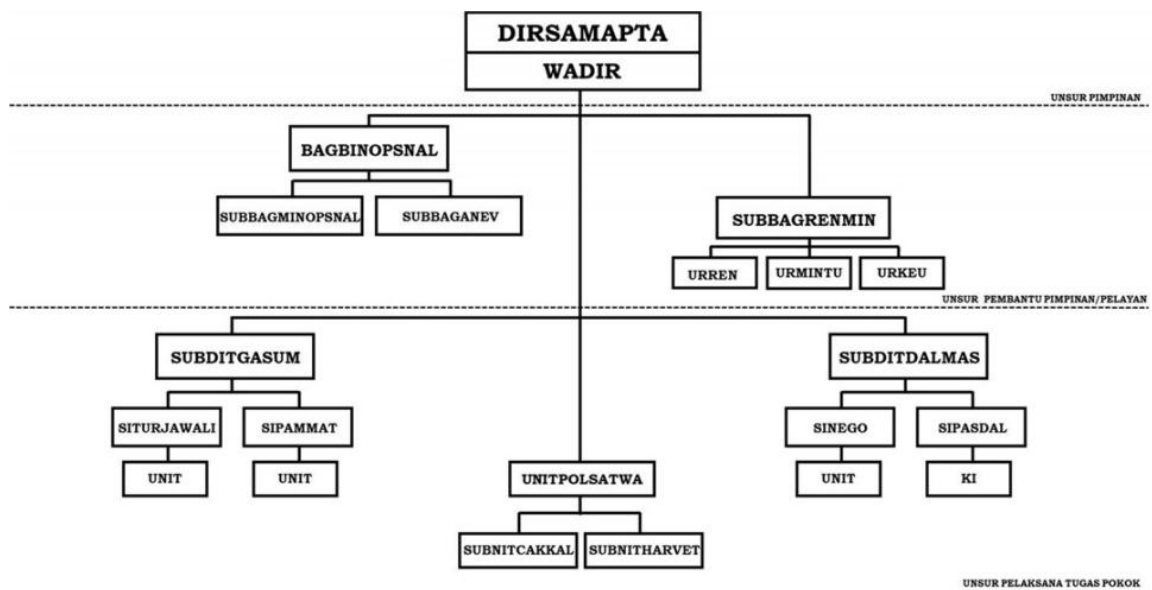 DIRSAMAPTA
WADIR
UNSUR PIMPINAN
BAGBINOPSNAL
SUBBAGMINOPSNAL
SUBBAGANEV
SUBBAGRENMIN
URREN
URMINTU
URKEU
UNSUR PEMBANTU PIMPINAN/PELAYAN
SUBDITGASUM
SUBDITDALMAS
SITURJAWALI
SIPAMMAT
SINEGO
SIPASDAL
UNIT
UNIT
UNIT
KI
UNITPOLSATWA
SUBNITCAKKAL
SUBNITHARVET
UNSUR PELAKSANA TUGAS POKOK